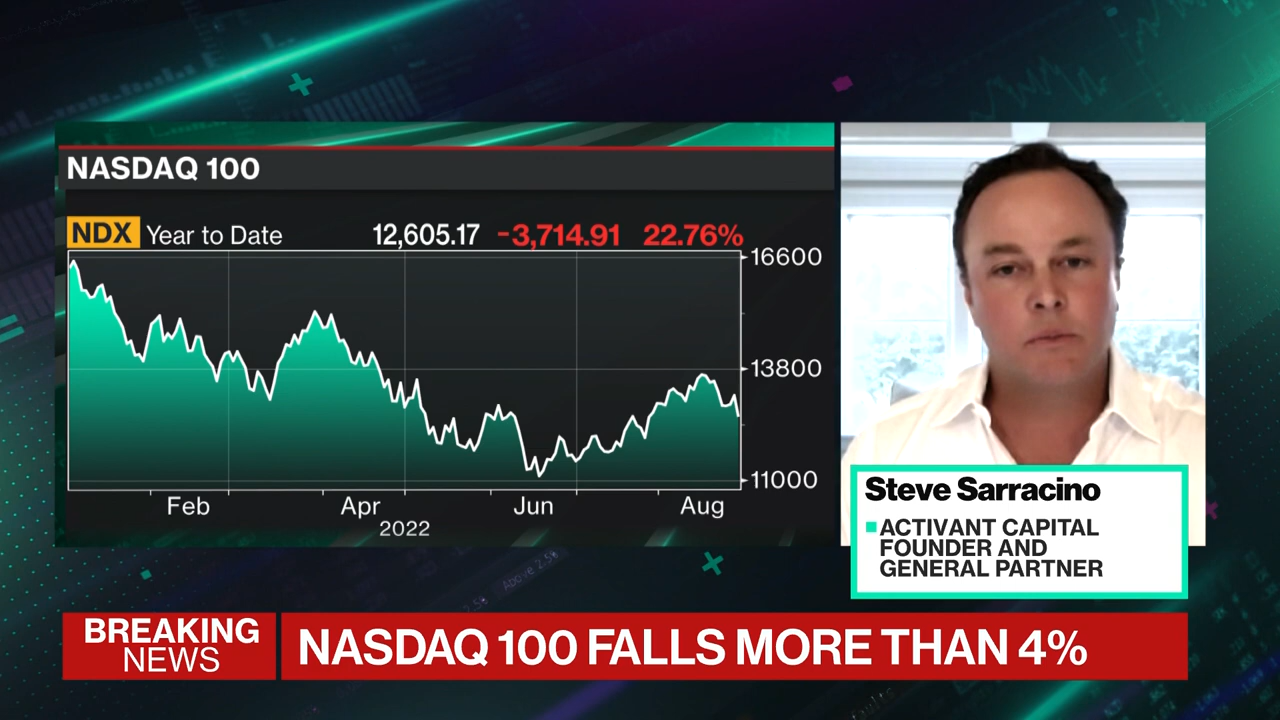 NASDAQ 100
NDX Year to Date 12,605.17 -3,714.91 22.76%
16600
13800
11000
Feb Apr Jun Aug
2022
Steve Sarracino
ACTIVANT CAPITAL
FOUNDER AND
GENERAL PARTNER
BREAKING
NEWS
NASDAQ 100 FALLS MORE THAN 4%